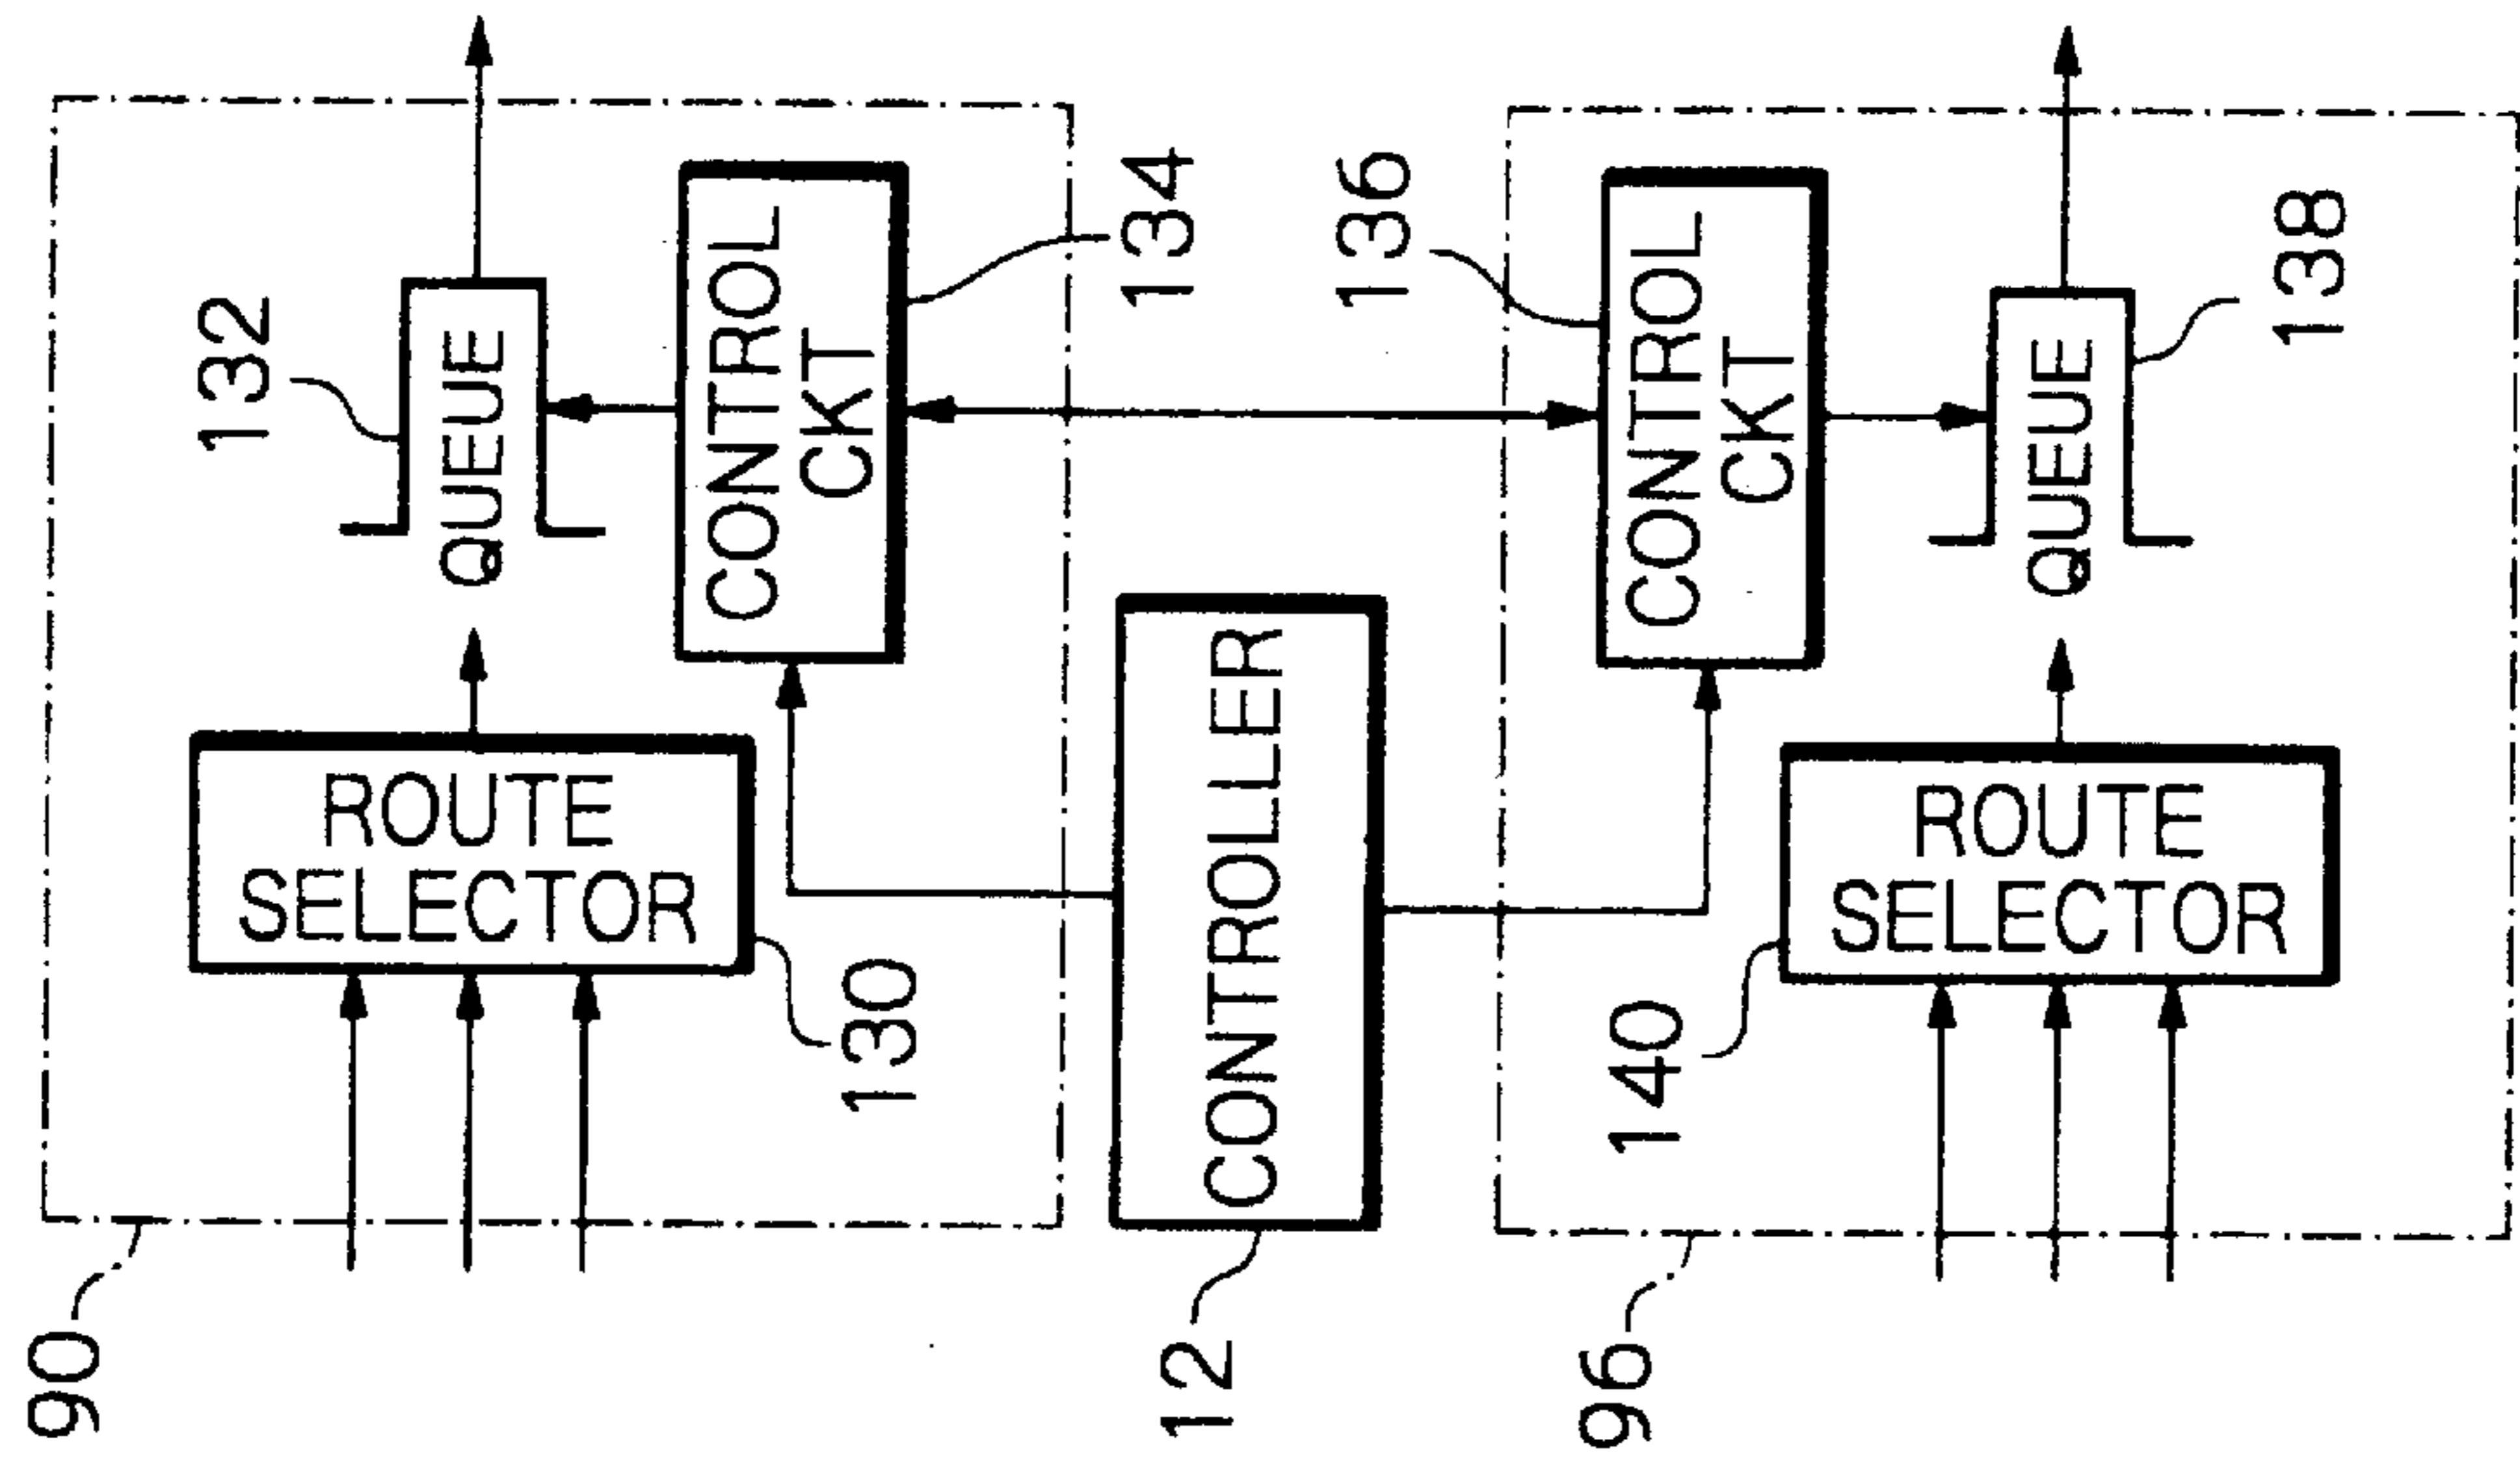 90
132
QUEUE
ROUTE
SELECTOR
130
CONTROL
CKT
134
12
CONTROLLER
96
136
CONTROL
CKT
140
ROUTE
SELECTOR
QUEUE
138